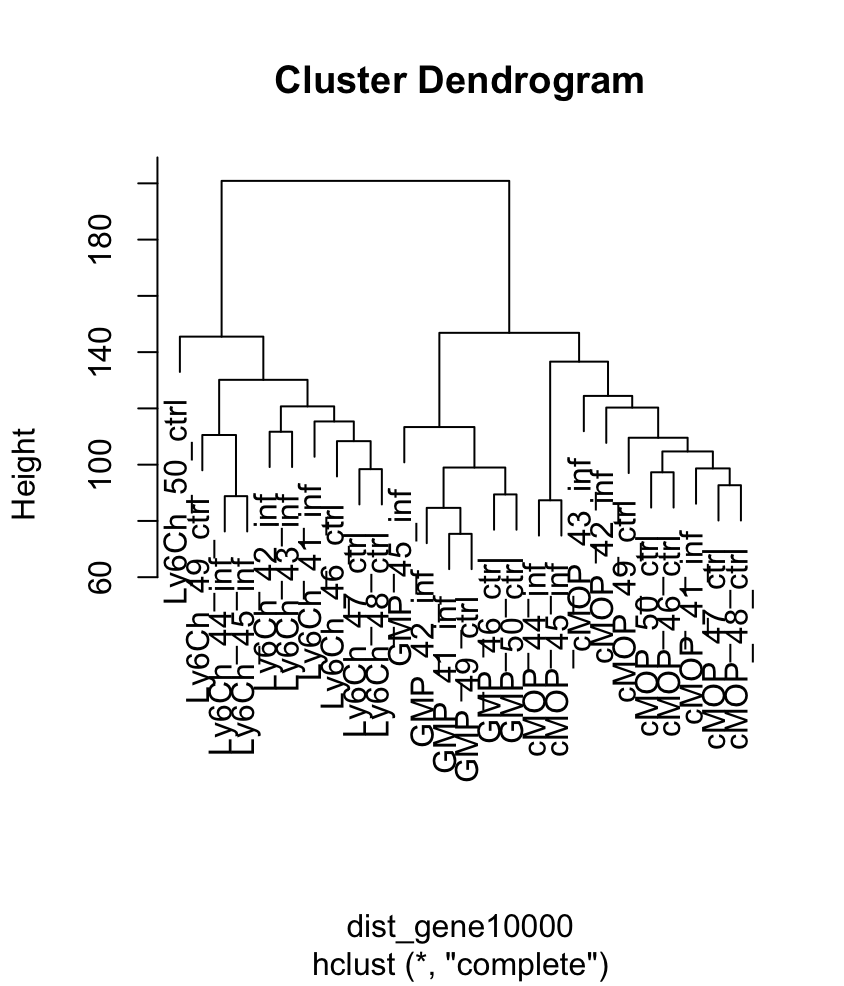 Cluster Dendrogram
Height
180
140
100
60
Ly6Ch_50_ctrl
Ly6Ch_49_ctrl
Ly6Ch_44_inf
Ly6Ch_45_inf
Ly6Ch_42_inf
Ly6Ch_43_inf
Ly6Ch_41_inf
Ly6Ch_46_ctrl
Ly6Ch_47_ctrl
Ly6Ch_48_ctrl
GMP_45_inf
GMP_42_inf
GMP_41_inf
GMP_49_ctrl
GMP_46_ctrl
GMP_50_ctrl
cMOP_44_inf
cMOP_45_inf
_cMOP_43_inf
cMOP_42_inf
cMOP_49_ctrl
cMOP_50_ctrl
cMOP_46_ctrl
cMOP_41_inf
cMOP_47_ctrl
cMOP_48_ctrl
dist_gene10000
hclust (*, "complete")